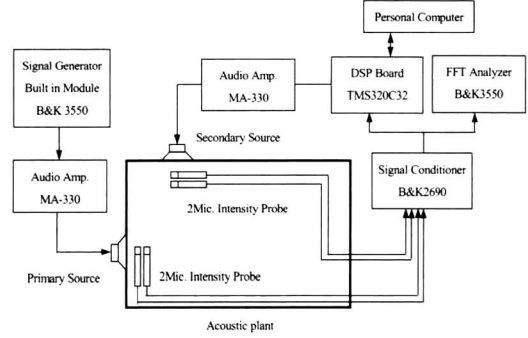 Personal Computer
Signal Generator
Built in Module
B&K 3550
Audio Amp.
MA-330
DSP Board
TMS320C32
FFT Analyzer
B&K3550
Secondary Source
Audio Amp.
MA-330
Signal Conditioner
B&K2690
2Mic. Intensity Probe
Primary Source
2Mic. Intensity Probe
Acoustic plant